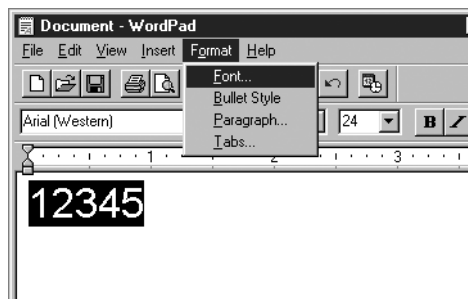 Document - WordPad
File Edit View Insert Format Help
Font...
Bullet Style
Arial (Western) 24 B I
Paragraph...
Tabs...
1 2 3
12345